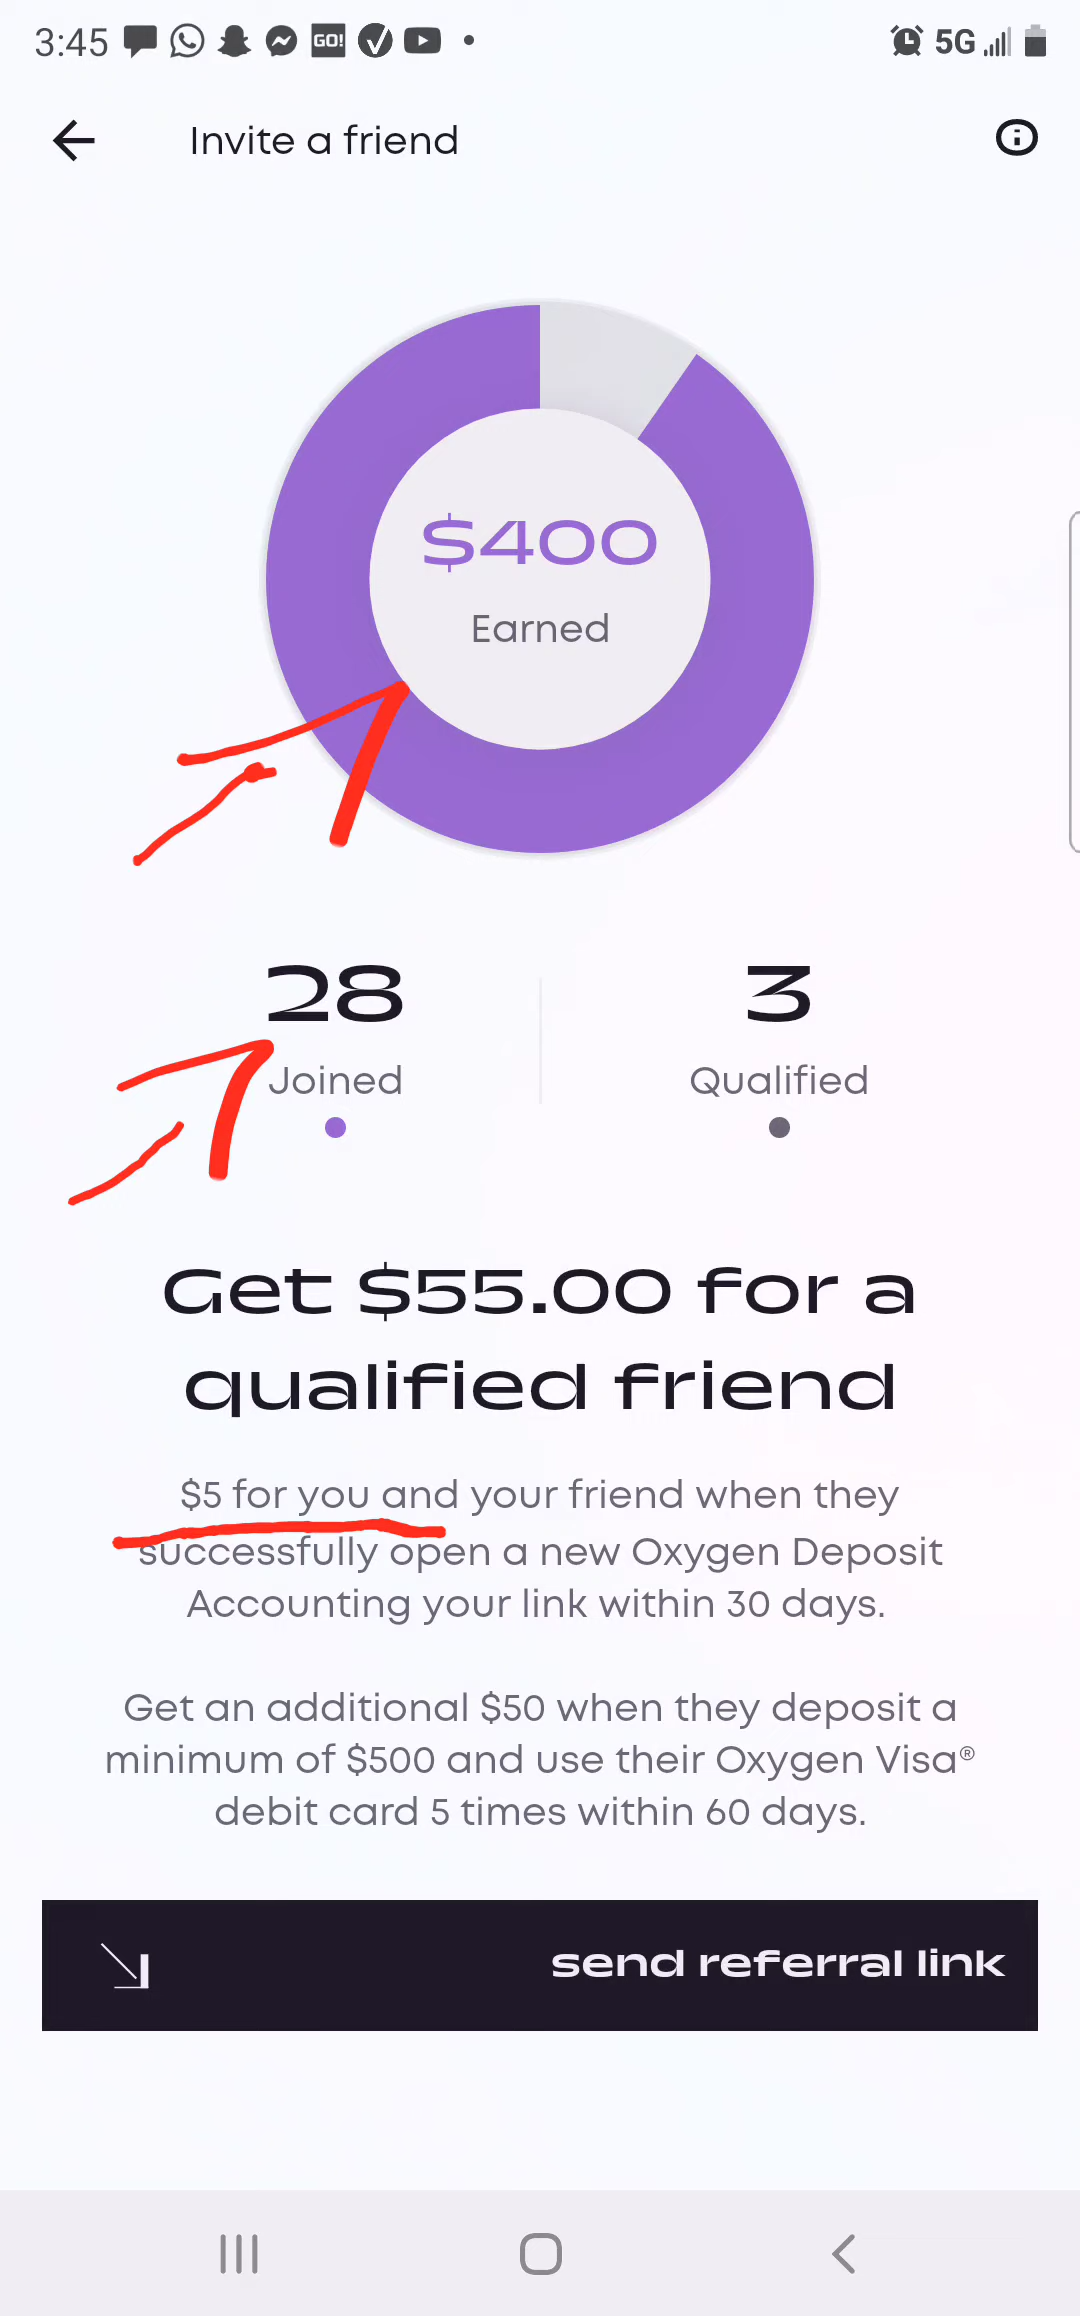 3:45 GO! 5G
Invite a friend
$400
Earned
28 3
Joined Qualified
Get $55.00 for a
qualified friend
$5 for you and your friend when they
successfully open a new Oxygen Deposit
Accounting your link within 30 days.
Get an additional $50 when they deposit a
minimum of $500 and use their Oxygen Visa®
debit card 5 times within 60 days.
send referral link